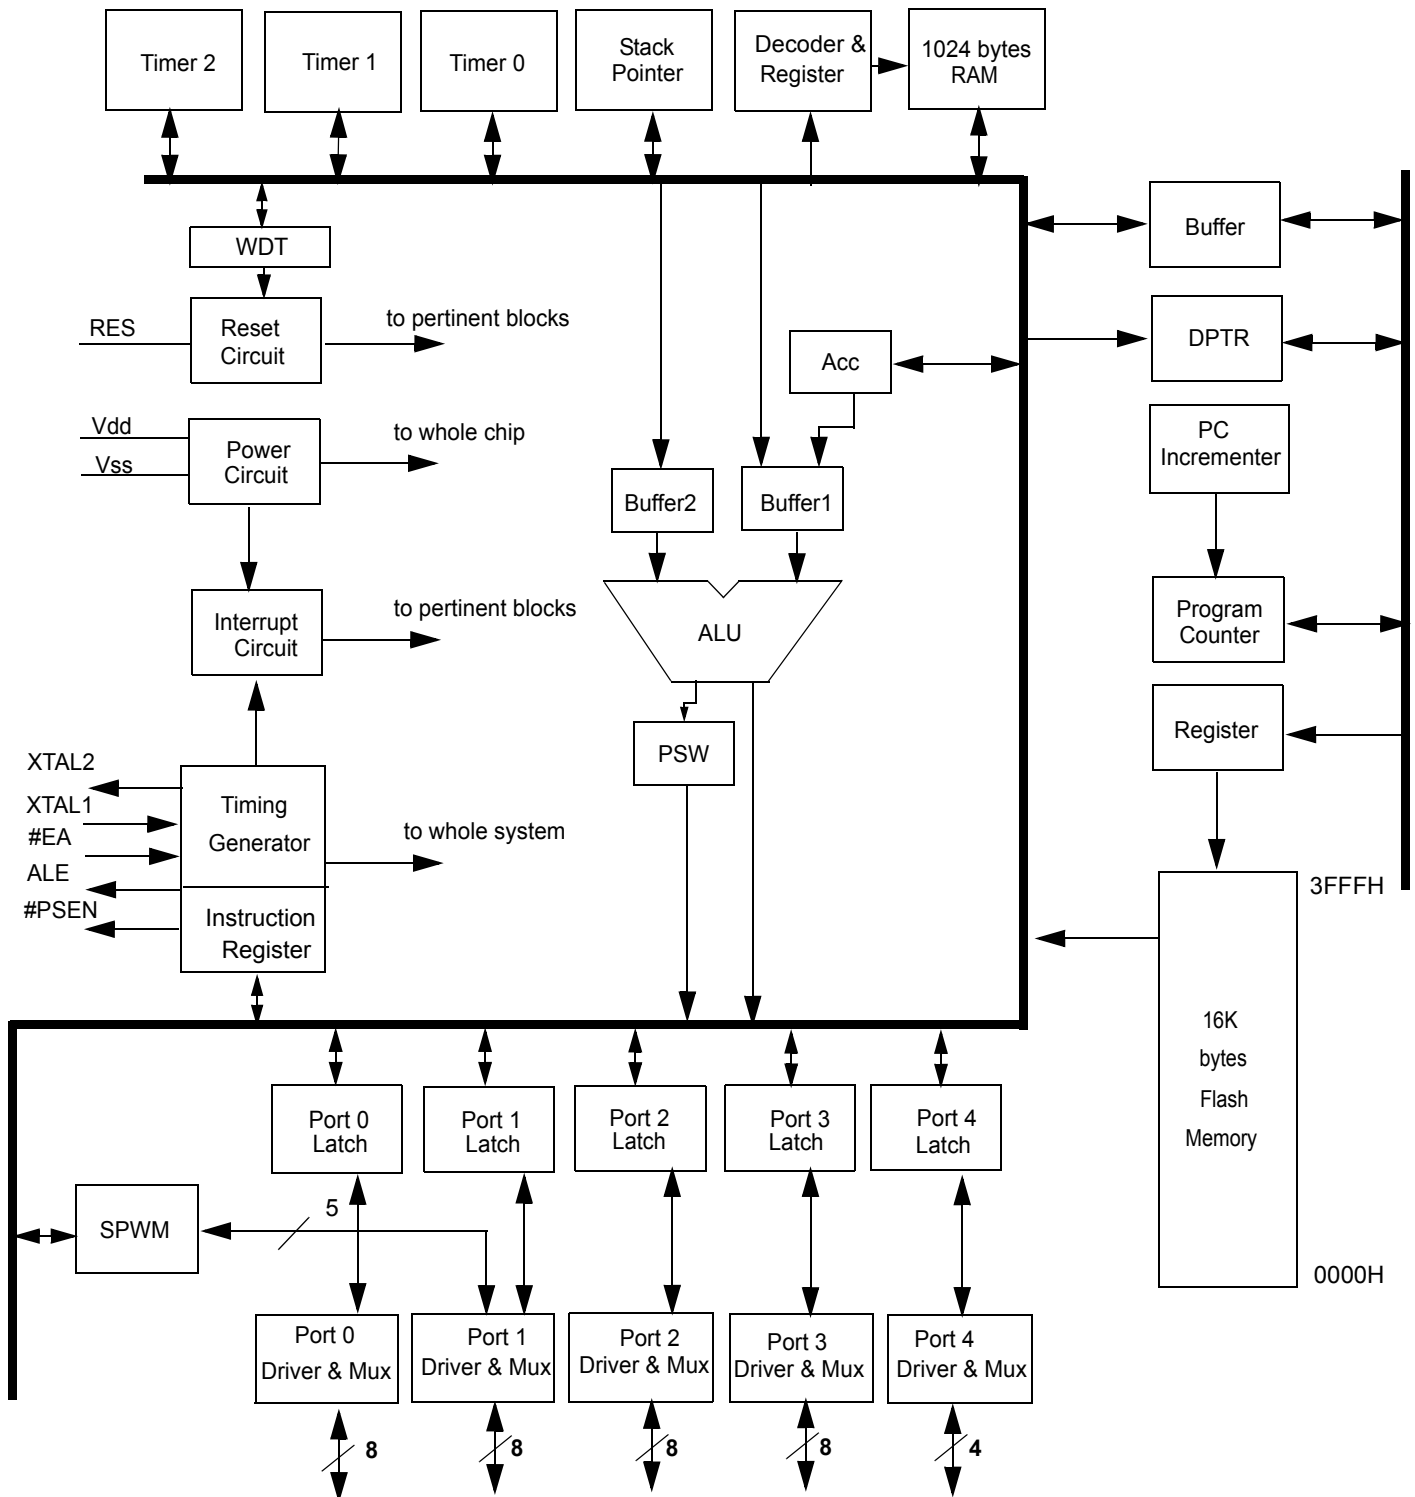 Timer 2
Timer 1
Timer 0
Stack
Pointer
Decoder &
Register
1024 bytes
RAM
WDT
Buffer
RES
Reset
Circuit
to pertinent blocks
Acc
DPTR
Vdd
Vss
Power
Circuit
to whole chip
PC
Incrementer
Buffer2
Buffer1
Interrupt
Circuit
to pertinent blocks
ALU
Program
Counter
PSW
Register
XTAL2
XTAL1
#EA
ALE
#PSEN
Timing
Generator
to whole system
Instruction
Register
3FFFH
16K
bytes
Flash
Memory
0000H
Port 0
Latch
Port 1
Latch
Port 2
Latch
Port 3
Latch
Port 4
Latch
SPWM
5
Port 0
Driver & Mux
Port 1
Driver & Mux
Port 2
Driver & Mux
Port 3
Driver & Mux
Port 4
Driver & Mux
8
8
8
8
4